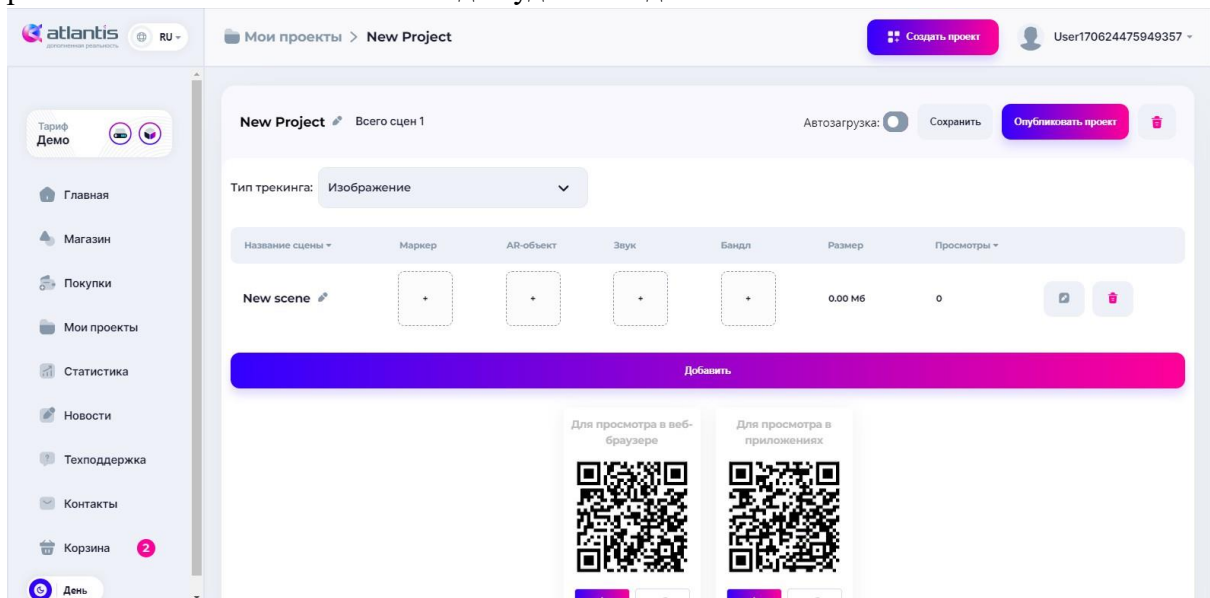 atlantis
дополненная реальность
RU
Мои проекты > New Project
Создать проект
User170624475949357
Тариф
Демо
Главная
Магазин
Покупки
Мои проекты
Статистика
Новости
Техподдержка
Контакты
Корзина 2
День
New Project Всего сцен 1
Автозагрузка: Сохранить Опубликовать проект
Тип трекинга: Изображение
Название сцены Маркер AR-объект Звук Бандл Размер Просмотры
New scene + + + + 0.00 Мб 0
Добавить
Для просмотра в веб-
браузере
Для просмотра в
приложениях